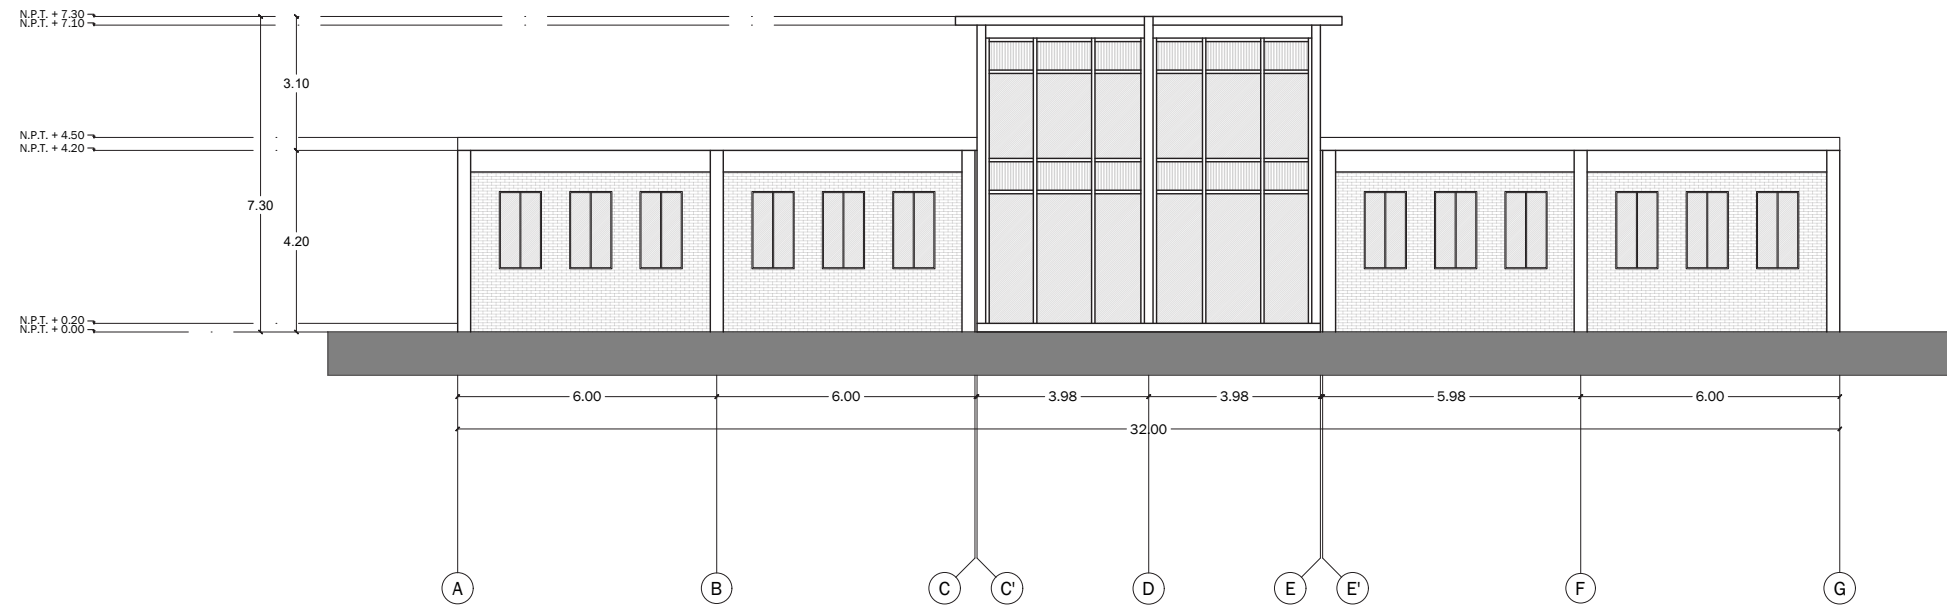 N.P.T. + 7.30
N.P.T. + 7.10
3.10
N.P.T. + 4.50
N.P.T. + 4.20
7.30
4.20
N.P.T. + 0.20
N.P.T. + 0.00
6.00 6.00 3.98 3.98 5.98 6.00
32.00
A B C C' D E E' F G